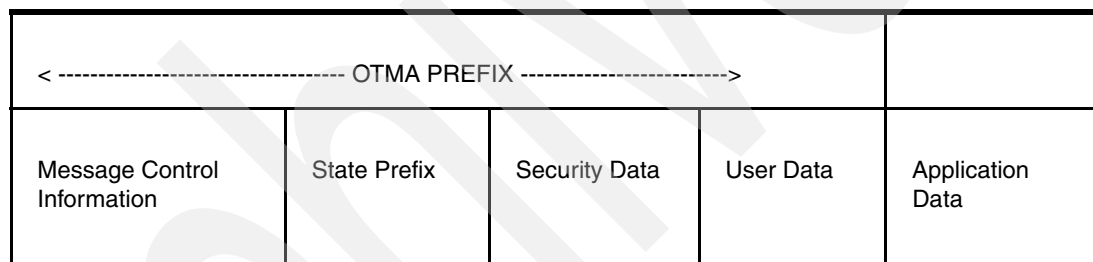 < ------------------------------------ OTMA PREFIX -------------------------->
Message Control
Information
State Prefix
Security Data
User Data
Application
Data